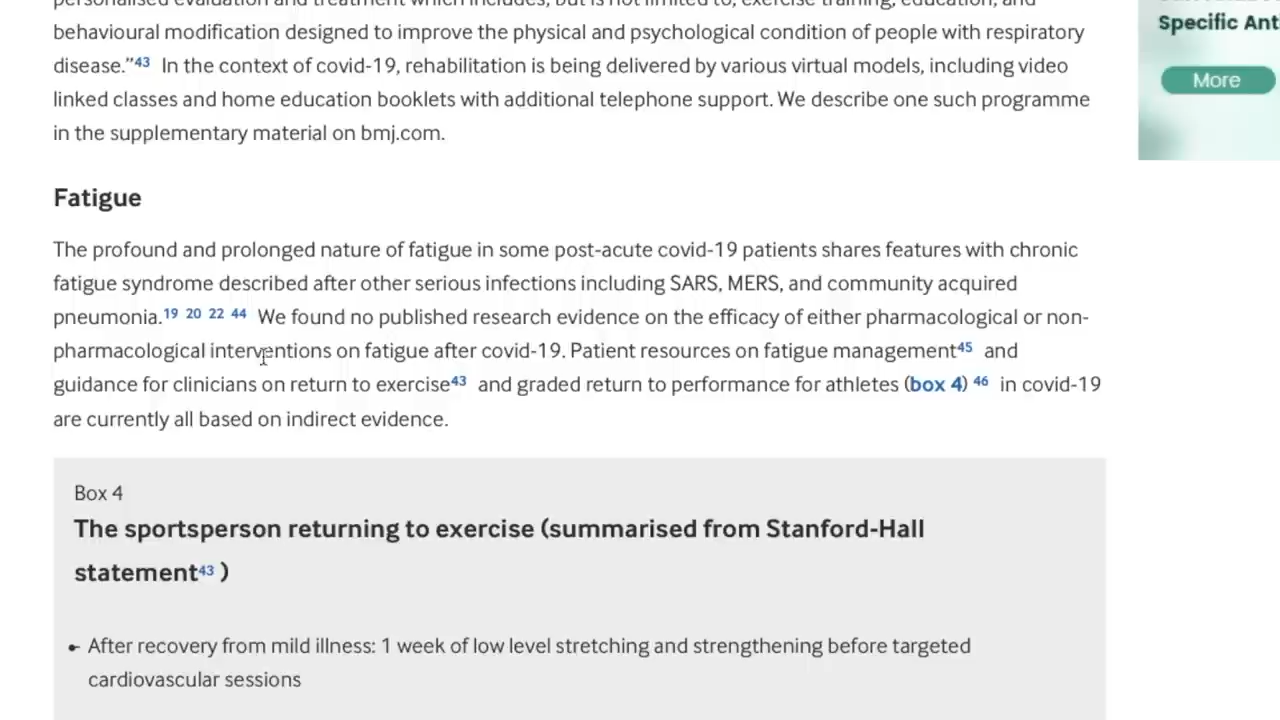 personalised evaluation and treatment which includes, but is not limited to, exercise training, education, and
behavioural modification designed to improve the physical and psychological condition of people with respiratory
disease.”43 In the context of covid-19, rehabilitation is being delivered by various virtual models, including video
linked classes and home education booklets with additional telephone support. We describe one such programme
in the supplementary material on bmj.com.
Fatigue
The profound and prolonged nature of fatigue in some post-acute covid-19 patients shares features with chronic
fatigue syndrome described after other serious infections including SARS, MERS, and community acquired
pneumonia.19 20 22 44 We found no published research evidence on the efficacy of either pharmacological or non-
pharmacological interventions on fatigue after covid-19. Patient resources on fatigue management45 and
guidance for clinicians on return to exercise43 and graded return to performance for athletes (box 4) 46 in covid-19
are currently all based on indirect evidence.
Box 4
The sportsperson returning to exercise (summarised from Stanford-Hall
statement43 )
After recovery from mild illness: 1 week of low level stretching and strengthening before targeted
cardiovascular sessions
Specific Ant
More